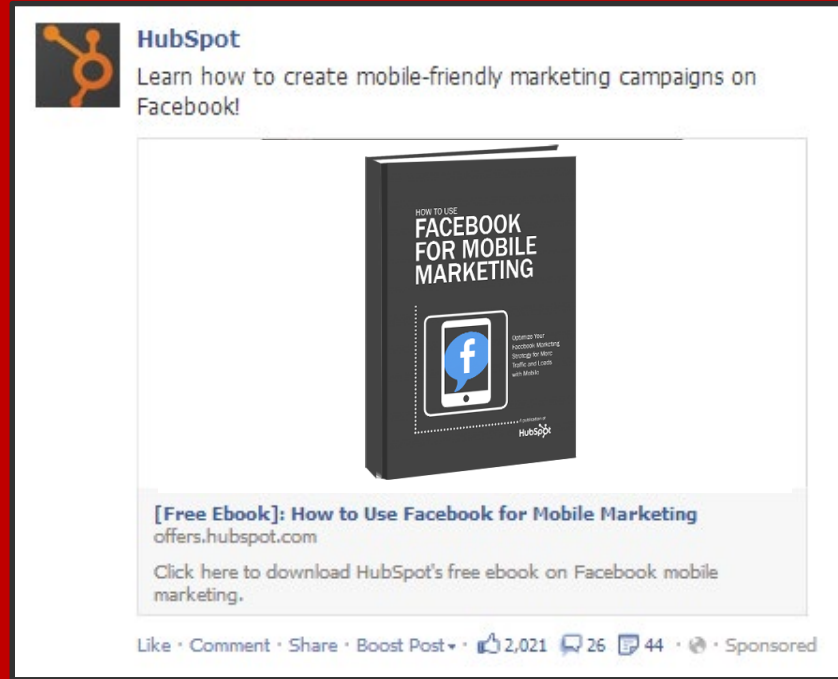 HubSpot
Learn how to create mobile-friendly marketing campaigns on
Facebook!
HOW TO USE
FACEBOOK
FOR MOBILE
MARKETING
f
Optimize Your
Facebook Marketing
Strategy for More
Traffic and Leads
with Mobile
A publication of
HubSpot
[Free Ebook]: How to Use Facebook for Mobile Marketing
offers.hubspot.com
Click here to download HubSpot's free ebook on Facebook mobile
marketing.
Like · Comment · Share · Boost Post · 2,021 26 44 · · Sponsored